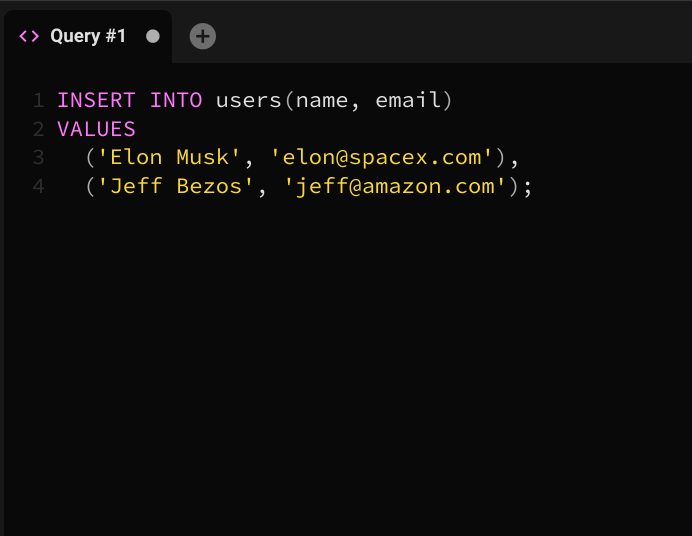 <> Query #1
1 INSERT INTO users(name, email)
2 VALUES
3 ('Elon Musk', 'elon@spacex.com'),
4 ('Jeff Bezos', 'jeff@amazon.com');